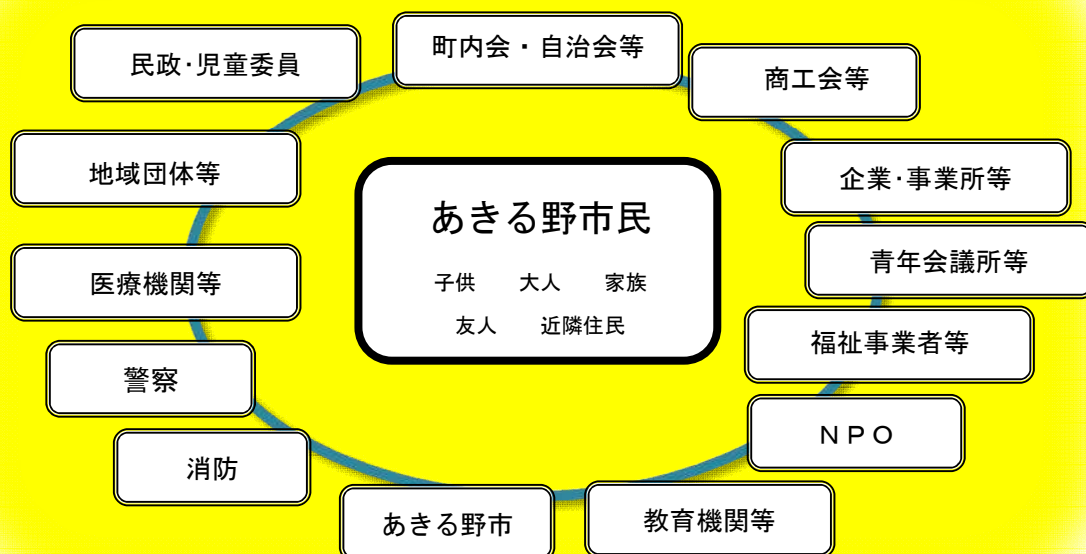 町内会・自治会等
民政･児童委員
商工会等
地域団体等
企業･事業所等
あきる野市民
子供　大人　家族
友人　近隣住民
青年会議所等
医療機関等
福祉事業者等
警察
ＮＰＯ
消防
あきる野市
教育機関等